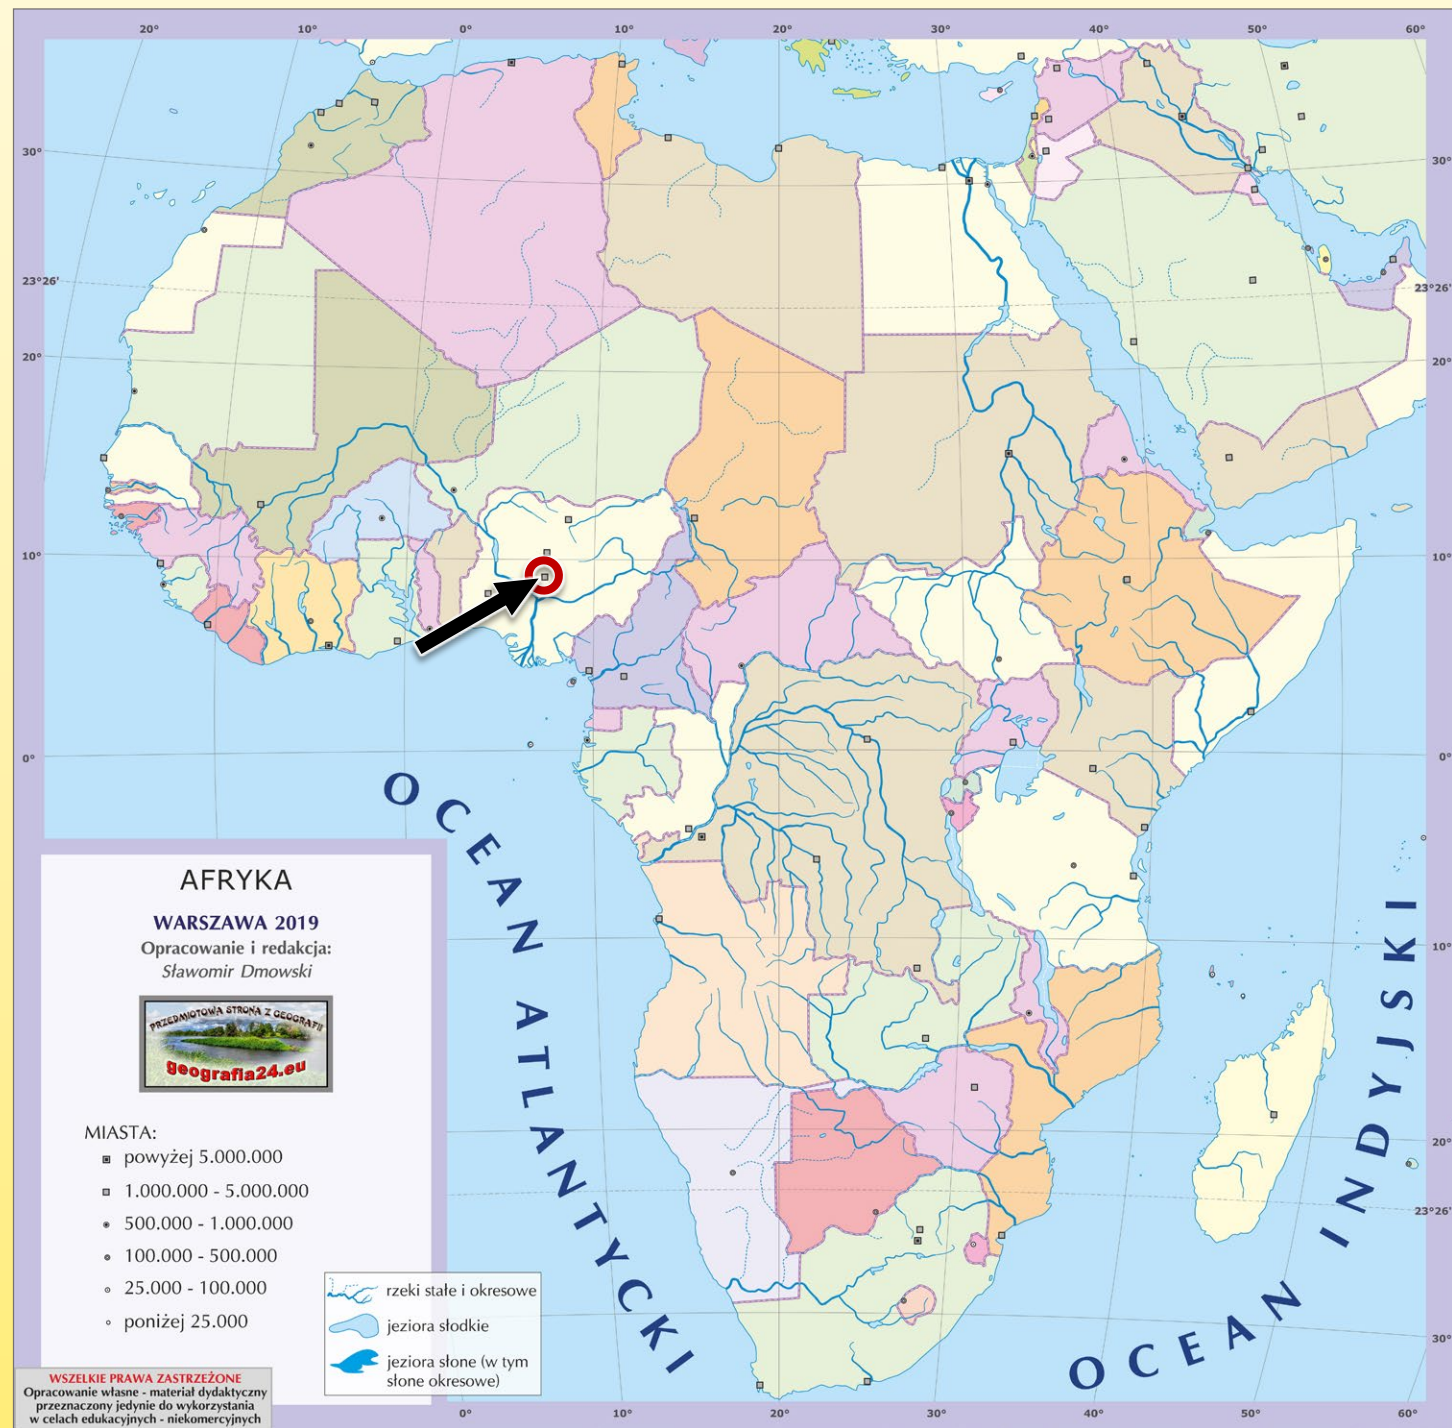 20° 10° 0° 10° 20° 30° 40° 50° 60°
30° 30°
23°26' 23°26'
20° 20°
10° 10°
0° 0°
10°
20°
23°26'
30°
OCEAN ATLANTYCKI
OCEAN INDYJSKI
AFRYKA
WARSZAWA 2019
Opracowanie i redakcja:
Sławomir Dmowski
PRZEDMIOTOWA STRONA Z GEOGRAFII
geografia24.eu
MIASTA:
powyżej 5.000.000
1.000.000 - 5.000.000
500.000 - 1.000.000
100.000 - 500.000
25.000 - 100.000
poniżej 25.000
rzeki stałe i okresowe
jeziora słodkie
jeziora słone (w tym
słone okresowe)
WSZELKIE PRAWA ZASTRZEŻONE
Opracowanie własne - materiał dydaktyczny
przeznaczony jedynie do wykorzystania
w celach edukacyjnych - niekomercyjnych
0° 10° 20° 30° 40° 50° 60°